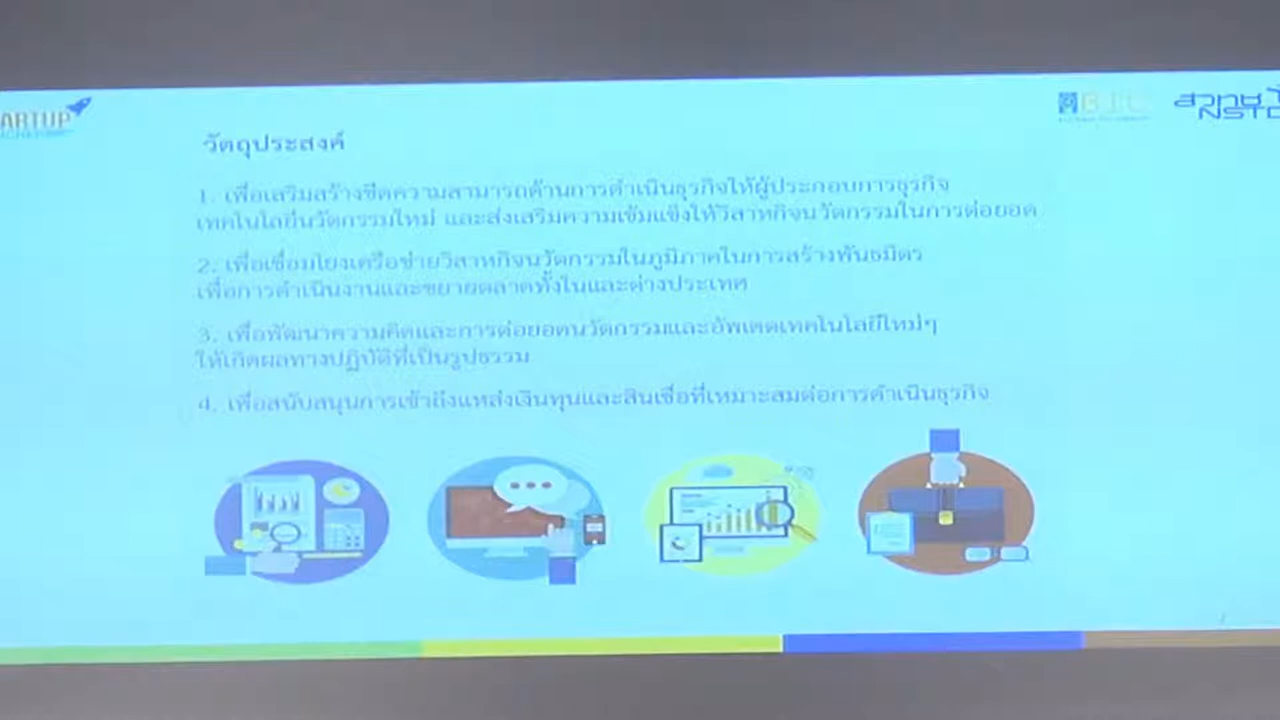 ARTUP
สวทช
NSTD
วัตถุประสงค์
1. เพื่อเสริมสร้างขีดความสามารถด้านการดำเนินธุรกิจให้ผู้ประกอบการธุรกิจ
เทคโนโลยีนวัตกรรมใหม่ และส่งเสริมความเข้มแข็งให้วิสาหกิจนวัตกรรมในการต่อยอด
2. เพื่อเชื่อมโยงเครือข่ายวิสาหกิจนวัตกรรมในภูมิภาคในการสร้างพันธมิตร
เพื่อการดำเนินงานและขยายตลาดทั้งในและต่างประเทศ
3. เพื่อพัฒนาความคิดและการต่อยอดนวัตกรรมและอัพเดตเทคโนโลยีใหม่ๆ
ให้เกิดผลทางปฏิบัติที่เป็นรูปธรรม
4. เพื่อสนับสนุนการเข้าถึงแหล่งเงินทุนและสินเชื่อที่เหมาะสมต่อการดำเนินธุรกิจ